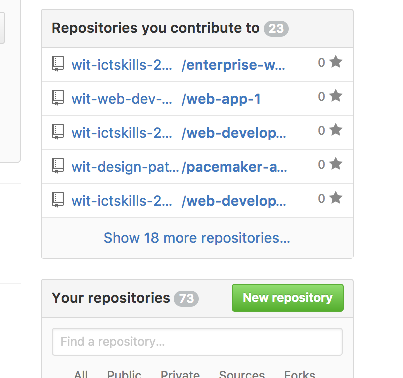 Repositories you contribute to 23
wit-ictskills-2... /enterprise-w... 0
wit-web-dev-... /web-app-1 0
wit-ictskills-2... /web-develop... 0
wit-design-pat... /pacemaker-a... 0
wit-ictskills-2... /web-develop... 0
Show 18 more repositories...
Your repositories 73 New repository
Find a repository...
All Public Private Sources Forks